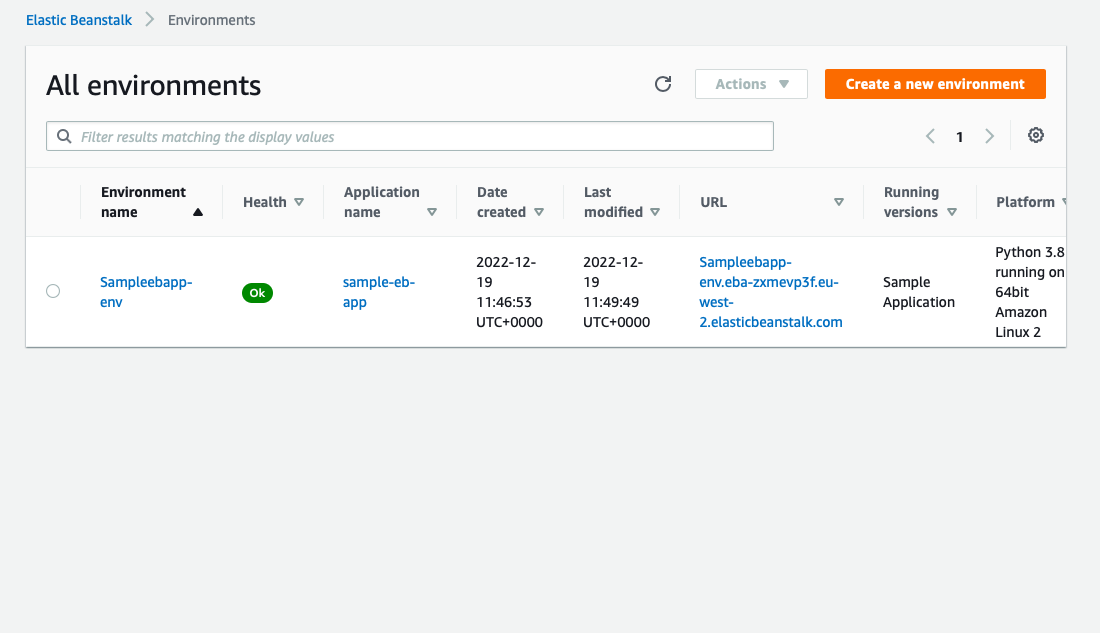 Elastic Beanstalk > Environments
All environments
Actions
Create a new environment
Filter results matching the display values
1
Environment
name
Health
Application
name
Date
created
Last
modified
URL
Running
versions
Platform
Sampleebapp-
env
Ok
sample-eb-
app
2022-12-
19
11:46:53
UTC+0000
2022-12-
19
11:49:49
UTC+0000
Sampleebapp-
env.eba-zxmevp3f.eu-
west-
2.elasticbeanstalk.com
Sample
Application
Python 3.8
running on
64bit
Amazon
Linux 2